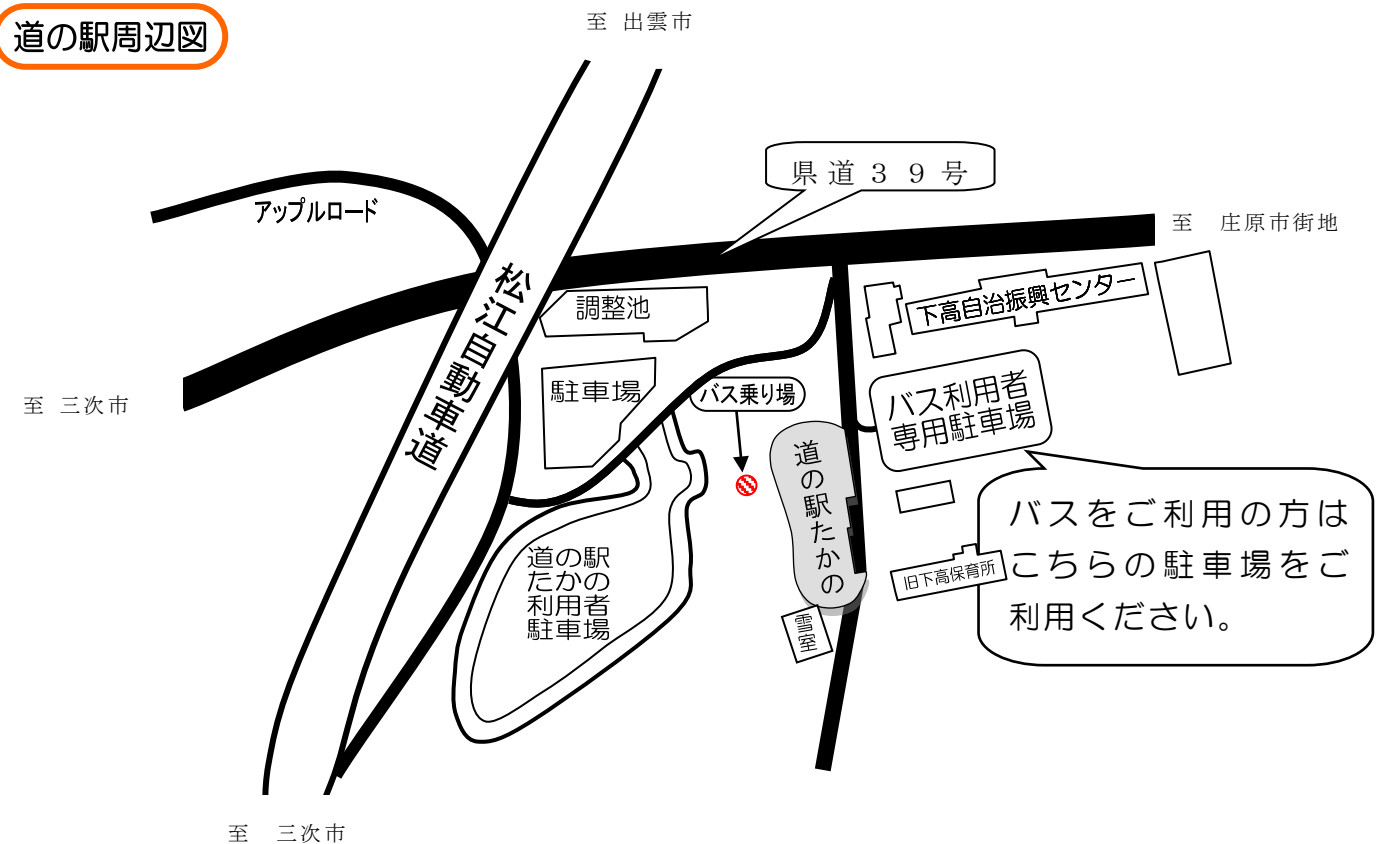 道の駅周辺図
至 出雲市
県道３９号
アップルロード
至　庄原市街地
松江自動車道
調整池
下高自治振興センター
至 三次市
駐車場
バス乗り場
バス利用者
専用駐車場
道の駅たかの
バスをご利用の方は
こちらの駐車場をご
利用ください。
道の駅
たかの
利用者
駐車場
旧下高保育所
雪室
至　三次市